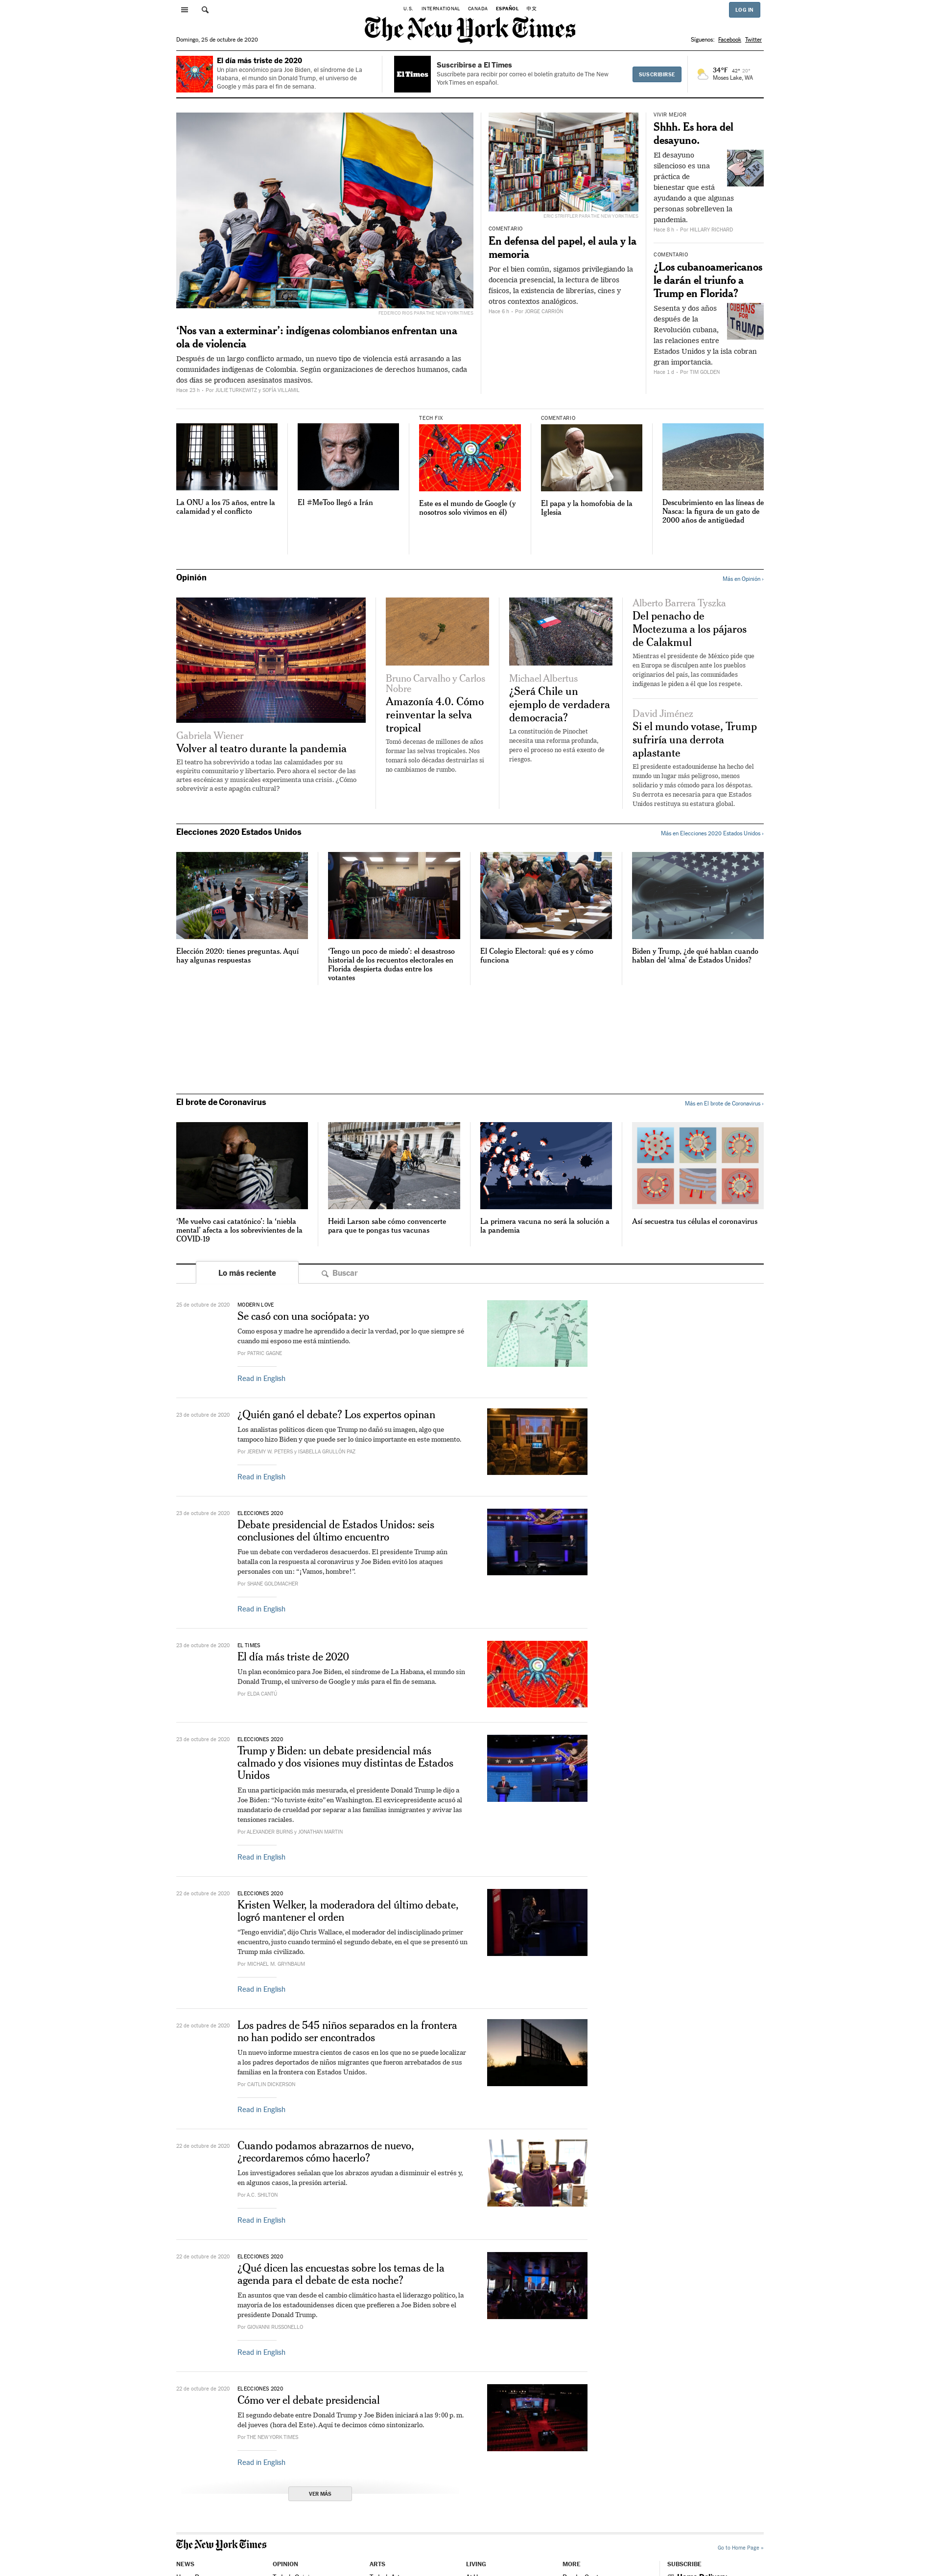 U.S. INTERNATIONAL CANADA ESPAÑOL 中文
LOG IN
The New York Times
Domingo, 25 de octubre de 2020
Síguenos: Facebook Twitter
El día más triste de 2020
Un plan económico para Joe Biden, el síndrome de La
Habana, el mundo sin Donald Trump, el universo de
Google y más para el fin de semana.
El Times
Suscribirse a El Times
Suscríbete para recibir por correo el boletín gratuito de The New
York Times en español.
SUSCRIBIRSE
34°F 42° 20°
Moses Lake, WA
FEDERICO RIOS PARA THE NEW YORK TIMES
‘Nos van a exterminar’: indígenas colombianos enfrentan una
ola de violencia
Después de un largo conflicto armado, un nuevo tipo de violencia está arrasando a las
comunidades indígenas de Colombia. Según organizaciones de derechos humanos, cada
dos días se producen asesinatos masivos.
Hace 23 h - Por JULIE TURKEWITZ y SOFÍA VILLAMIL
COMENTARIO
En defensa del papel, el aula y la
memoria
Por el bien común, sigamos privilegiando la
docencia presencial, la lectura de libros
físicos, la existencia de librerías, cines y
otros contextos analógicos.
Hace 6 h - Por JORGE CARRIÓN
VIVIR MEJOR
Shhh. Es hora del
desayuno.
El desayuno
silencioso es una
práctica de
bienestar que está
ayudando a que algunas
personas sobrelleven la
pandemia.
Hace 8 h - Por HILLARY RICHARD
COMENTARIO
¿Los cubanoamericanos
le darán el triunfo a
Trump en Florida?
Sesenta y dos años
después de la
Revolución cubana,
las relaciones entre
Estados Unidos y la isla cobran
gran importancia.
CUBANS for TRUMP
Hace 1 d - Por TIM GOLDEN
La ONU a los 75 años, entre la
calamidad y el conflicto
El #MeToo llegó a Irán
TECH FIX
Este es el mundo de Google (y
nosotros solo vivimos en él)
COMENTARIO
El papa y la homofobia de la
Iglesia
Descubrimiento en las líneas de
Nasca: la figura de un gato de
2000 años de antigüedad
Opinión
Más en Opinión ›
Gabriela Wiener
Volver al teatro durante la pandemia
El teatro ha sobrevivido a todas las calamidades por su
espíritu comunitario y libertario. Pero ahora el sector de las
artes escénicas y musicales experimenta una crisis. ¿Cómo
sobrevivir a este apagón cultural?
Bruno Carvalho y Carlos
Nobre
Amazonía 4.0. Cómo
reinventar la selva
tropical
Tomó decenas de millones de años
formar las selvas tropicales. Nos
tomará solo décadas destruirlas si
no cambiamos de rumbo.
Michael Albertus
¿Será Chile un
ejemplo de verdadera
democracia?
La constitución de Pinochet
necesita una reforma profunda,
pero el proceso no está exento de
riesgos.
Alberto Barrera Tyszka
Del penacho de
Moctezuma a los pájaros
de Calakmul
Mientras el presidente de México pide que
en Europa se disculpen ante los pueblos
originarios del país, las comunidades
indígenas le piden a él que los respete.
David Jiménez
Si el mundo votase, Trump
sufriría una derrota
aplastante
El presidente estadounidense ha hecho del
mundo un lugar más peligroso, menos
solidario y más cómodo para los déspotas.
Su derrota es necesaria para que Estados
Unidos restituya su estatura global.
Elecciones 2020 Estados Unidos
Más en Elecciones 2020 Estados Unidos ›
Elección 2020: tienes preguntas. Aquí
hay algunas respuestas
‘Tengo un poco de miedo’: el desastroso
historial de los recuentos electorales en
Florida despierta dudas entre los
votantes
El Colegio Electoral: qué es y cómo
funciona
Biden y Trump, ¿de qué hablan cuando
hablan del ‘alma’ de Estados Unidos?
El brote de Coronavirus
Más en El brote de Coronavirus ›
‘Me vuelvo casi catatónico’: la ‘niebla
mental’ afecta a los sobrevivientes de la
COVID-19
Heidi Larson sabe cómo convencerte
para que te pongas tus vacunas
La primera vacuna no será la solución a
la pandemia
Así secuestra tus células el coronavirus
Lo más reciente
Buscar
25 de octubre de 2020
MODERN LOVE
Se casó con una sociópata: yo
Como esposa y madre he aprendido a decir la verdad, por lo que siempre sé
cuando mi esposo me está mintiendo.
Por PATRIC GAGNE
Read in English
23 de octubre de 2020
¿Quién ganó el debate? Los expertos opinan
Los analistas políticos dicen que Trump no dañó su imagen, algo que
tampoco hizo Biden y que puede ser lo único importante en este momento.
Por JEREMY W. PETERS y ISABELLA GRULLÓN PAZ
Read in English
23 de octubre de 2020
ELECCIONES 2020
Debate presidencial de Estados Unidos: seis
conclusiones del último encuentro
Fue un debate con verdaderos desacuerdos. El presidente Trump aún
batalla con la respuesta al coronavirus y Joe Biden evitó los ataques
personales con un: “¡Vamos, hombre!”.
Por SHANE GOLDMACHER
Read in English
23 de octubre de 2020
EL TIMES
El día más triste de 2020
Un plan económico para Joe Biden, el síndrome de La Habana, el mundo sin
Donald Trump, el universo de Google y más para el fin de semana.
Por ELDA CANTÚ
23 de octubre de 2020
ELECCIONES 2020
Trump y Biden: un debate presidencial más
calmado y dos visiones muy distintas de Estados
Unidos
En una participación más mesurada, el presidente Donald Trump le dijo a
Joe Biden: “No tuviste éxito” en Washington. El exvicepresidente acusó al
mandatario de crueldad por separar a las familias inmigrantes y avivar las
tensiones raciales.
Por ALEXANDER BURNS y JONATHAN MARTIN
Read in English
22 de octubre de 2020
ELECCIONES 2020
Kristen Welker, la moderadora del último debate,
logró mantener el orden
“Tengo envidia”, dijo Chris Wallace, el moderador del indisciplinado primer
encuentro, justo cuando terminó el segundo debate, en el que se presentó un
Trump más civilizado.
Por MICHAEL M. GRYNBAUM
Read in English
22 de octubre de 2020
Los padres de 545 niños separados en la frontera
no han podido ser encontrados
Un nuevo informe muestra cientos de casos en los que no se puede localizar
a los padres deportados de niños migrantes que fueron arrebatados de sus
familias en la frontera con Estados Unidos.
Por CAITLIN DICKERSON
Read in English
22 de octubre de 2020
Cuando podamos abrazarnos de nuevo,
¿recordaremos cómo hacerlo?
Los investigadores señalan que los abrazos ayudan a disminuir el estrés y,
en algunos casos, la presión arterial.
Por A.C. SHILTON
Read in English
22 de octubre de 2020
ELECCIONES 2020
¿Qué dicen las encuestas sobre los temas de la
agenda para el debate de esta noche?
En asuntos que van desde el cambio climático hasta el liderazgo político, la
mayoría de los estadounidenses dicen que prefieren a Joe Biden sobre el
presidente Donald Trump.
Por GIOVANNI RUSSONELLO
Read in English
22 de octubre de 2020
ELECCIONES 2020
Cómo ver el debate presidencial
El segundo debate entre Donald Trump y Joe Biden iniciará a las 9:00 p. m.
del jueves (hora del Este). Aquí te decimos cómo sintonizarlo.
Por THE NEW YORK TIMES
Read in English
VER MÁS
The New York Times
Go to Home Page »
NEWS OPINION ARTS LIVING MORE SUBSCRIBE